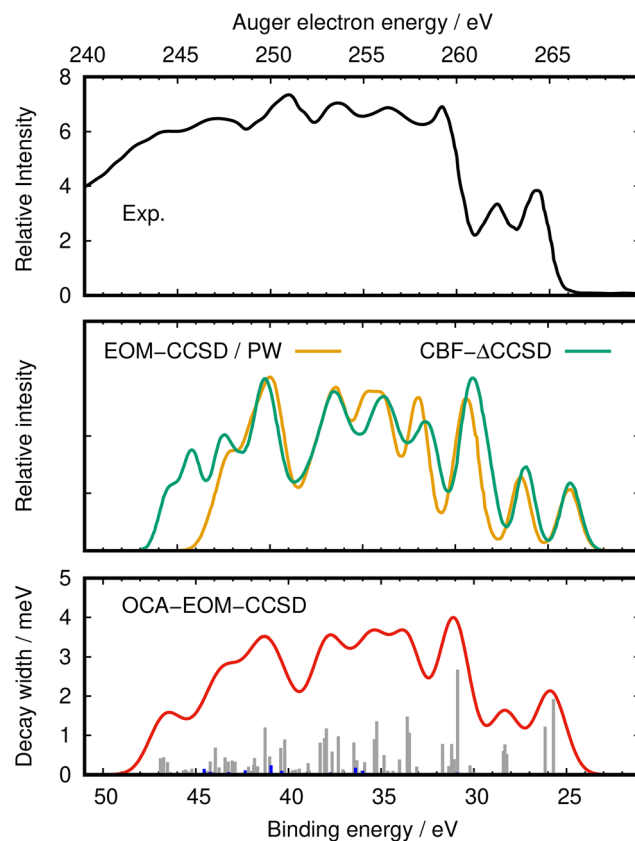 Auger electron energy / eV
240 245 250 255 260 265
8
6
4
2
0
Relative Intensity
Exp.
EOM−CCSD / PW
CBF−ΔCCSD
Relative intesity
5
4
3
2
1
0
Decay width / meV
OCA−EOM−CCSD
50 45 40 35 30 25
Binding energy / eV